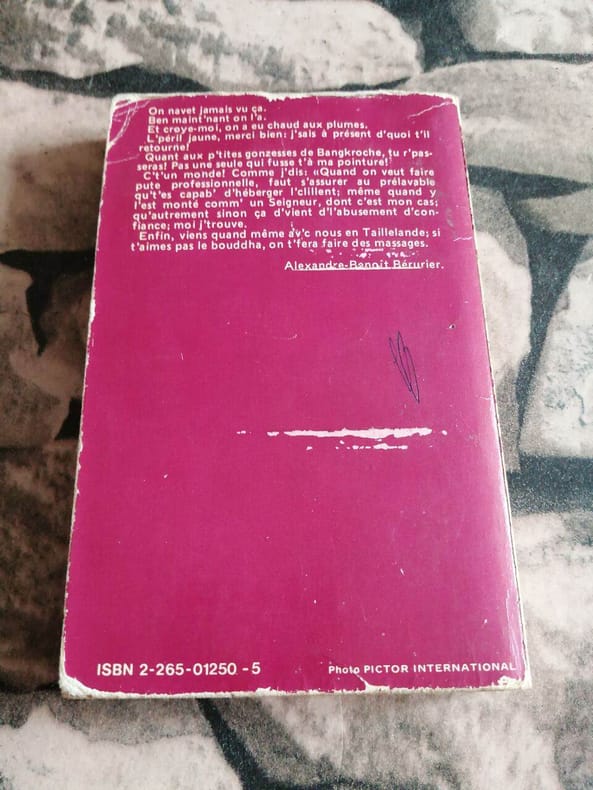 On navet jamais vu ça.
Ben maint'nant on l'a.
Et croye-moi, on a eu chaud aux plumes.
L'péril jaune, merci bien: j'sais à présent d'quoi t'il
retourne!
Quant aux p'tites gonzesses de Bangkroche, tu r'pas-
seras! Pas une seule qui fusse t'à ma pointure!
C't'un monde! Comme j'dis: «Quand on veut faire
pute professionnelle, faut s'assurer au prélavable
qu't'es capab' d'héberger l'clillent; même quand y
l'est monté comm' un Seigneur, dont c'est mon cas;
qu'autrement sinon ça d'vient d'l'abusement d'con-
fiance; moi j'trouve.
Enfin, viens quand même av'c nous en Taillelande; si
t'aimes pas le bouddha, on t'fera faire des massages.
Alexandre-Benoît Bérurier.
ISBN 2-265-01250-5
Photo PICTOR INTERNATIONAL